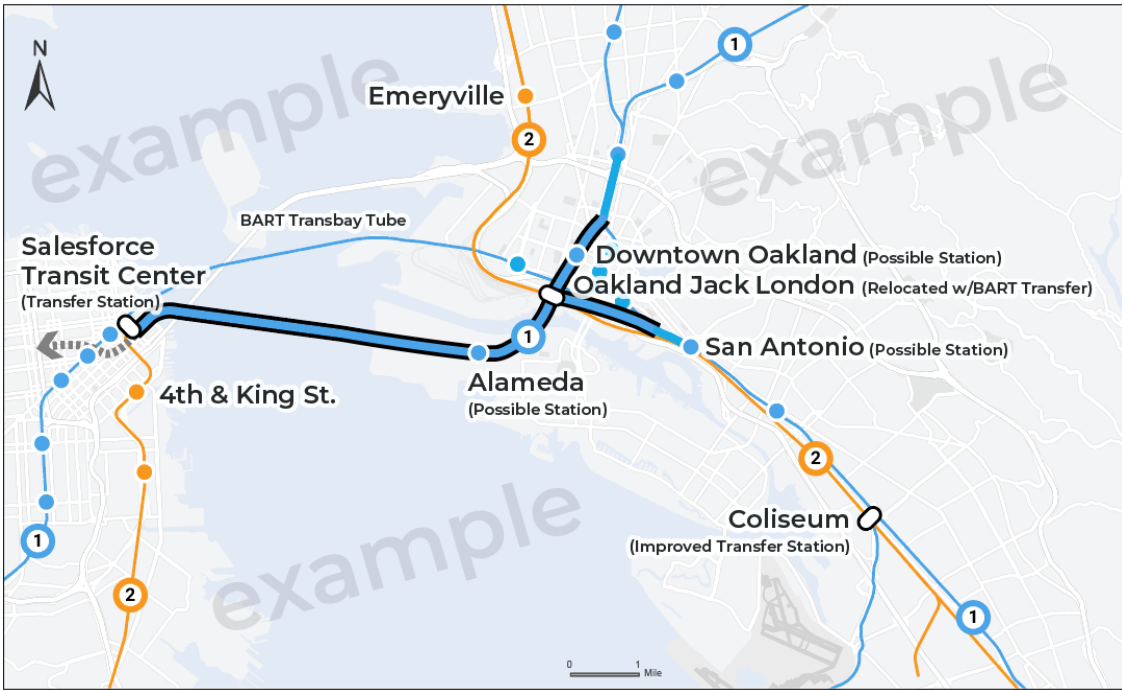 N
example
Emeryville
1
2
example
BART Transbay Tube
Salesforce
Transit Center
(Transfer Station)
Downtown Oakland (Possible Station)
Oakland Jack London (Relocated w/BART Transfer)
1
San Antonio (Possible Station)
4th & King St.
Alameda
(Possible Station)
2
example
Coliseum
(Improved Transfer Station)
1
2
1
0 1
Mile